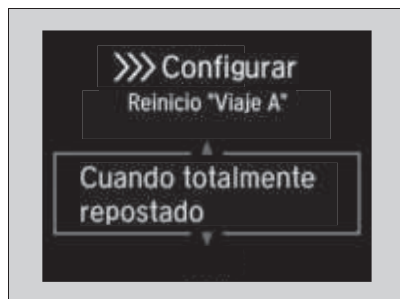 >>> Configurar
Reinicio "Viaje A"
Cuando totalmente
repostado